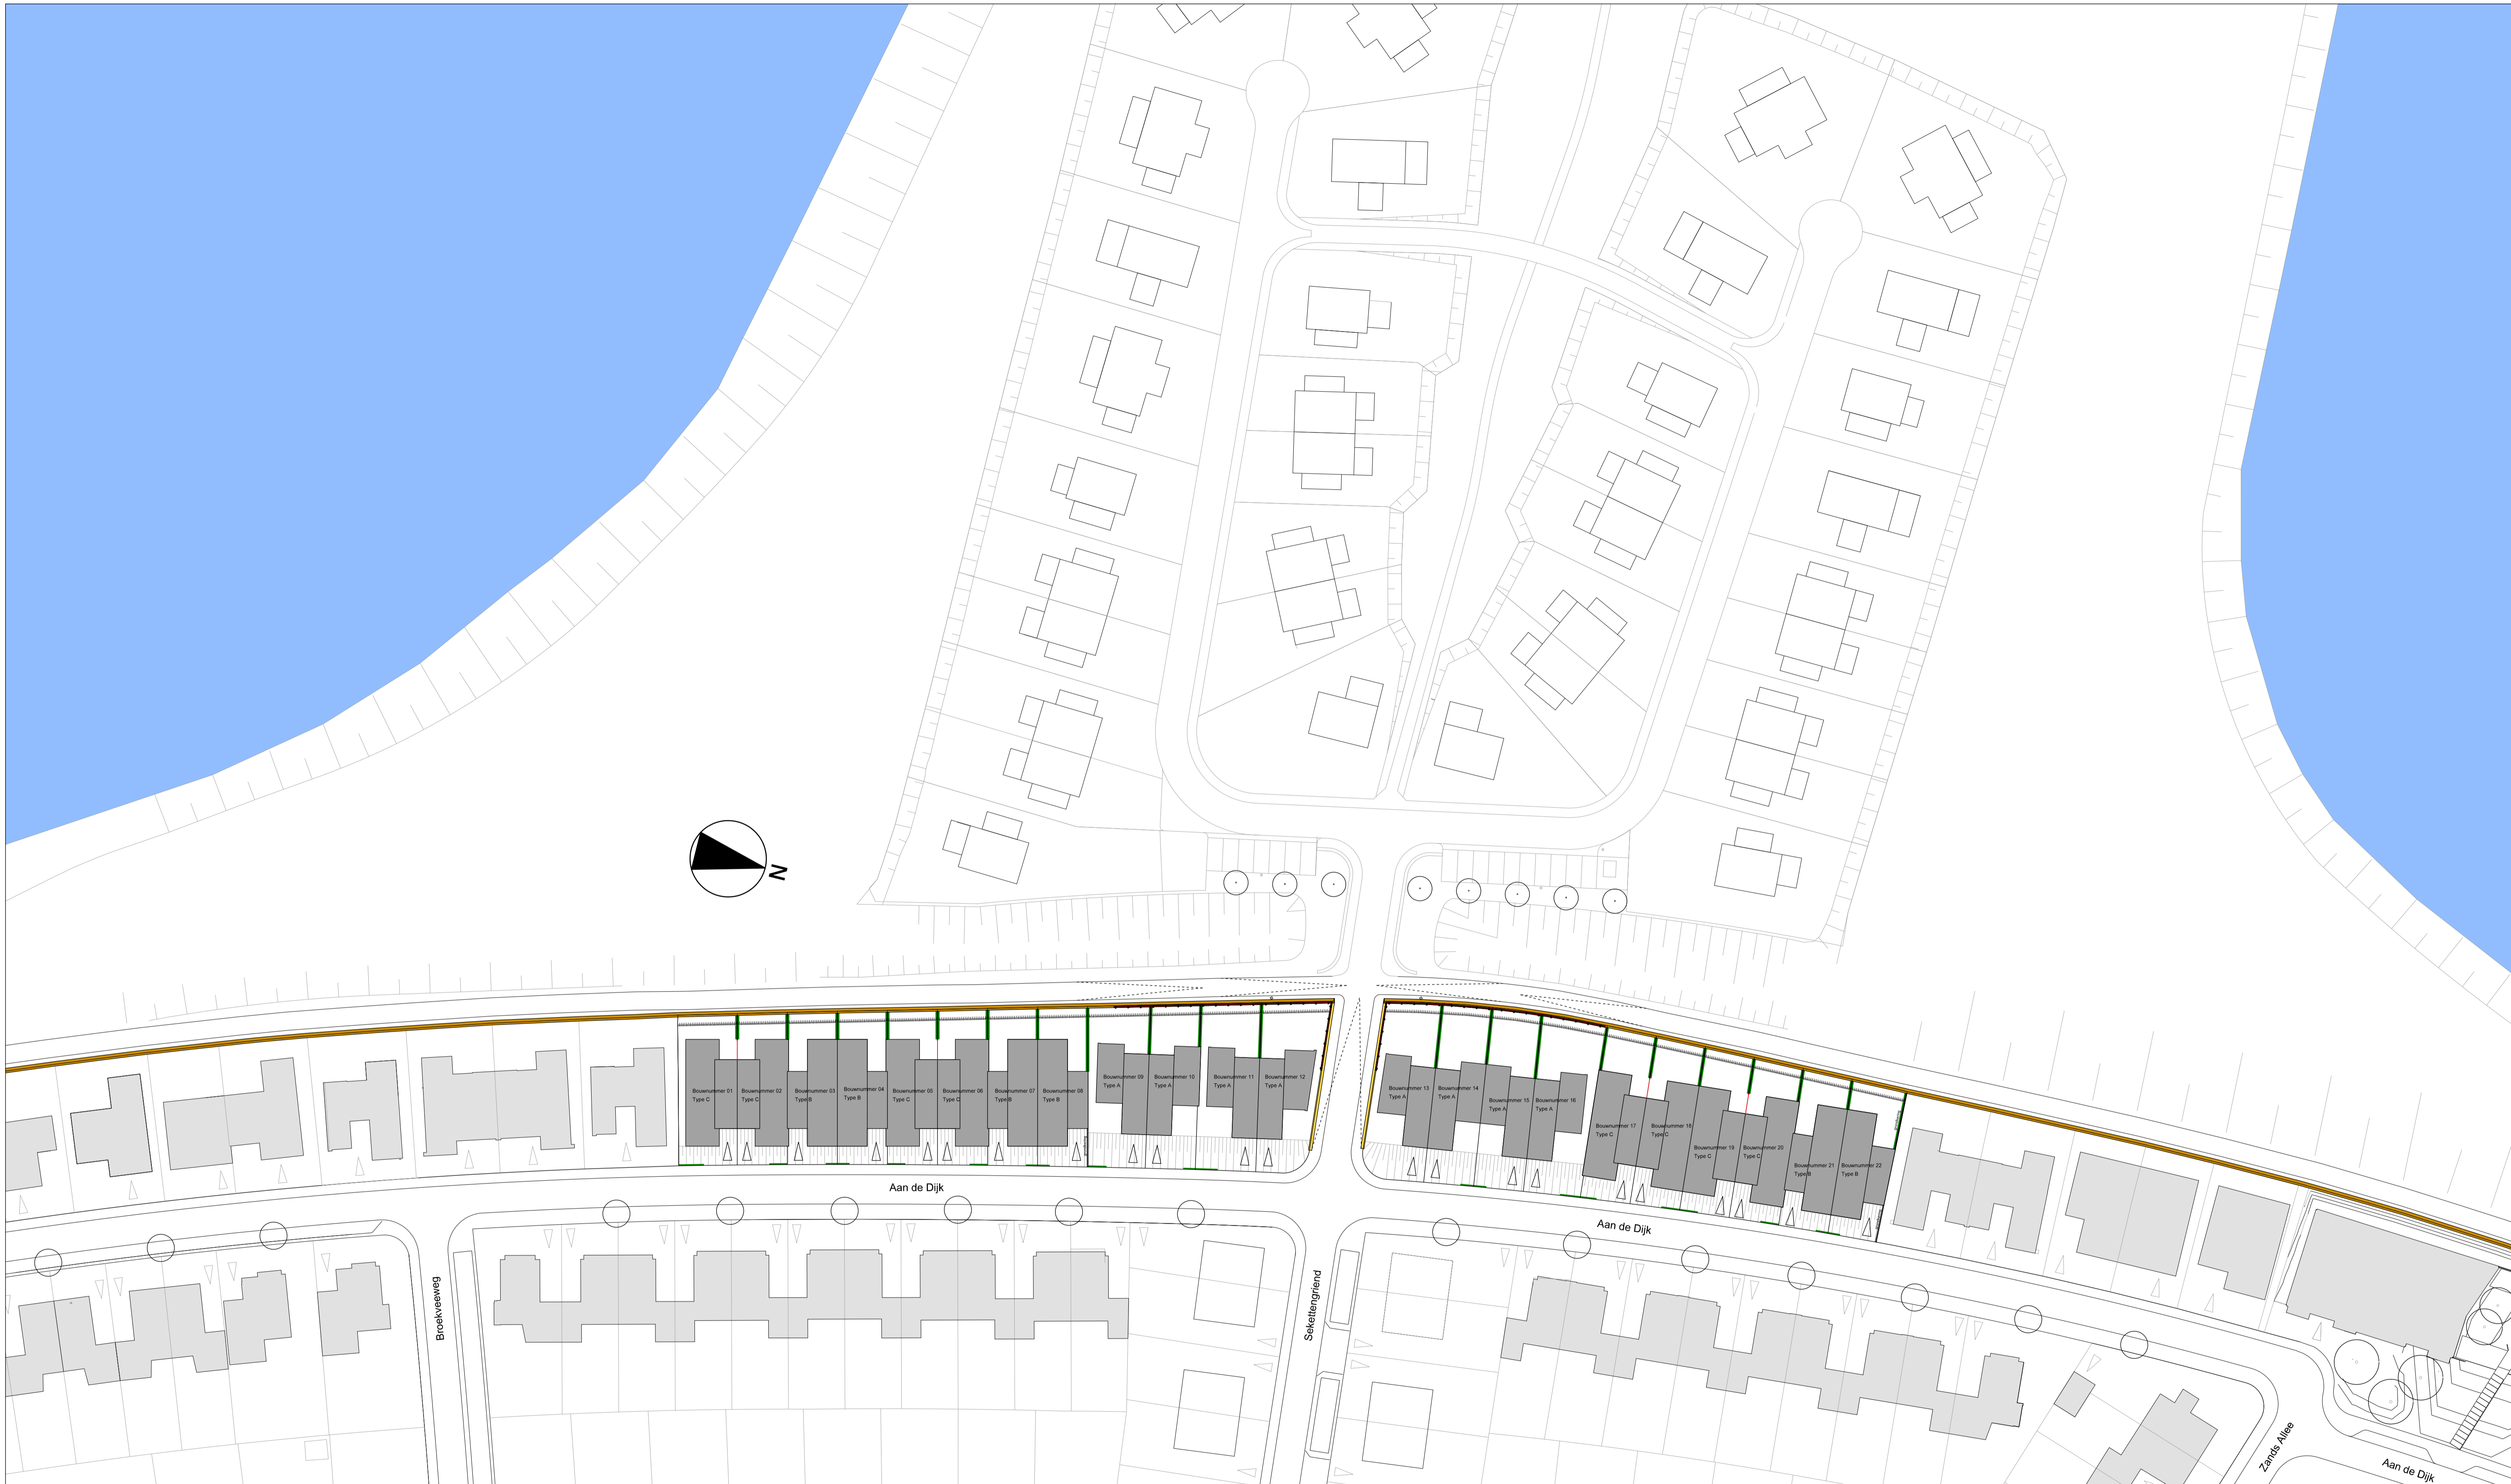 N
Bouwnummer 01
Type C
Bouwnummer 02
Type C
Bouwnummer 03
Type B
Bouwnummer 04
Type B
Bouwnummer 05
Type C
Bouwnummer 06
Type C
Bouwnummer 07
Type B
Bouwnummer 08
Type B
Bouwnummer 09
Type A
Bouwnummer 10
Type A
Bouwnummer 11
Type A
Bouwnummer 12
Type A
Bouwnummer 13
Type A
Bouwnummer 14
Type A
Bouwnummer 15
Type A
Bouwnummer 16
Type A
Bouwnummer 17
Type C
Bouwnummer 18
Type C
Bouwnummer 19
Type C
Bouwnummer 20
Type C
Bouwnummer 21
Type B
Bouwnummer 22
Type B
Aan de Dijk
Aan de Dijk
Broekveeweg
Sekettengriend
Zands Allee
Aan de Dijk